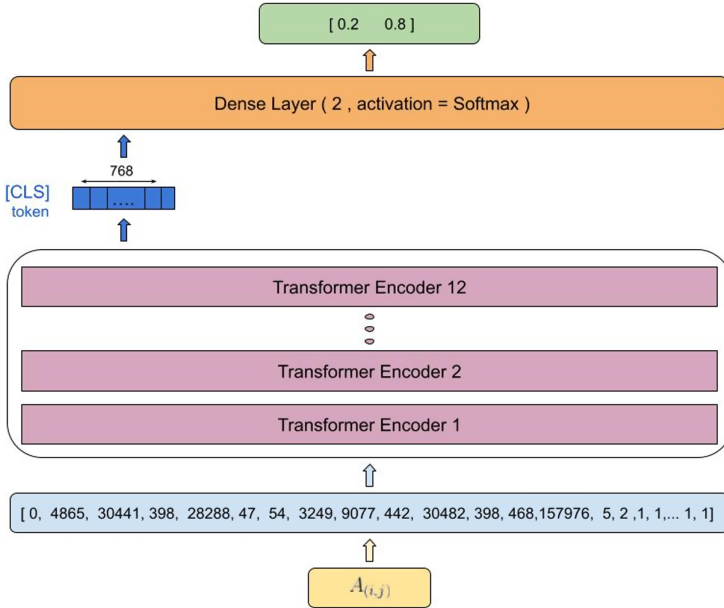 [ 0.2 0.8 ]
Dense Layer ( 2 , activation = Softmax )
768
[CLS]
token
....
Transformer Encoder 12
Transformer Encoder 2
Transformer Encoder 1
[ 0, 4865, 30441, 398, 28288, 47, 54, 3249, 9077, 442, 30482, 398, 468,157976, 5, 2 ,1, 1,... 1, 1]
A(i,j)